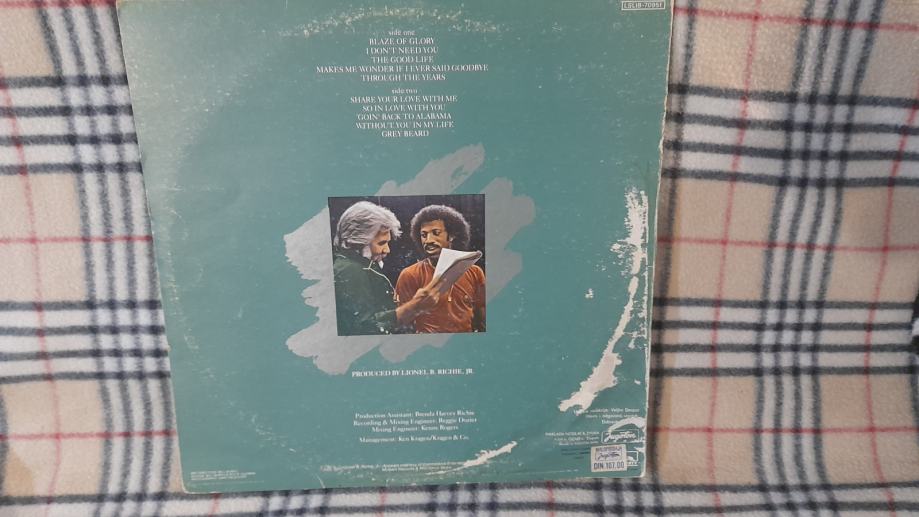 LSLIB-70951
side one
BLAZE OF GLORY
I DON'T NEED YOU
THE GOOD LIFE
MAKES ME WONDER IF I EVER SAID GOODBYE
THROUGH THE YEARS
side two
SHARE YOUR LOVE WITH ME
SO IN LOVE WITH YOU
'GOIN' BACK TO ALABAMA
WITHOUT YOU IN MY LIFE
GREY BEARD
PRODUCED BY LIONEL B. RICHIE, JR.
Production Assistant: Brenda Harvey Richie
Recording & Mixing Engineer: Reggie Dozier
Mixing Engineer: Kenny Rogers
Management: Ken Kragen/Kragen & Co.
Jugoton
DIN 107,00